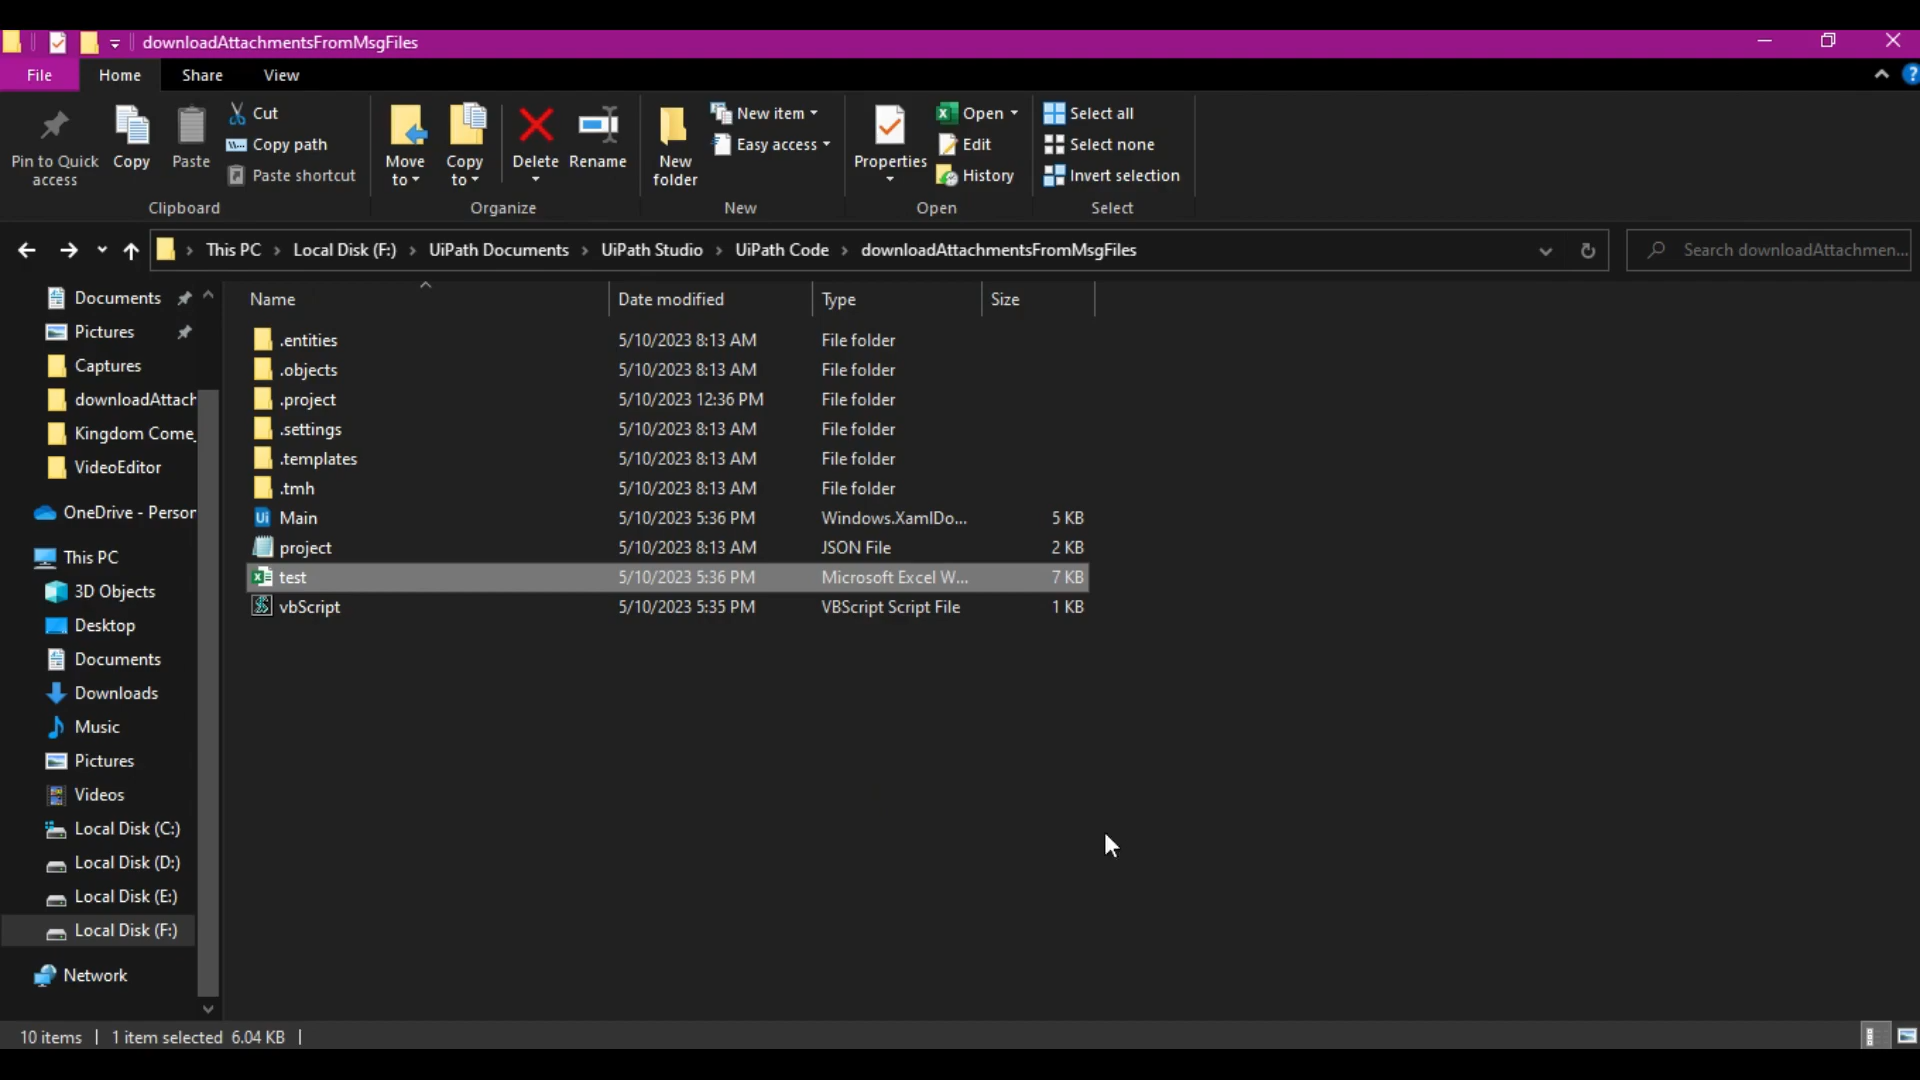 downloadAttachmentsFromMsgFiles
File Home Share View
Pin to Quick access
Copy
Paste
Cut
Copy path
Paste shortcut
Clipboard
Move to
Copy to
Delete
Rename
Organize
New folder
New item
Easy access
New
Properties
Open
Edit
History
Open
Select all
Select none
Invert selection
Select
This PC > Local Disk (F:) > UiPath Documents > UiPath Studio > UiPath Code > downloadAttachmentsFromMsgFiles
Search downloadAttachmen...
Documents
Pictures
Captures
downloadAttach
Kingdom Come_
VideoEditor
OneDrive - Person
This PC
3D Objects
Desktop
Documents
Downloads
Music
Pictures
Videos
Local Disk (C:)
Local Disk (D:)
Local Disk (E:)
Local Disk (F:)
Network
Name Date modified Type Size
.entities 5/10/2023 8:13 AM File folder
.objects 5/10/2023 8:13 AM File folder
.project 5/10/2023 12:36 PM File folder
.settings 5/10/2023 8:13 AM File folder
.templates 5/10/2023 8:13 AM File folder
.tmh 5/10/2023 8:13 AM File folder
Main 5/10/2023 5:36 PM Windows.XamlDo... 5 KB
project 5/10/2023 8:13 AM JSON File 2 KB
test 5/10/2023 5:36 PM Microsoft Excel W... 7 KB
vbScript 5/10/2023 5:35 PM VBScript Script File 1 KB
10 items | 1 item selected 6.04 KB |